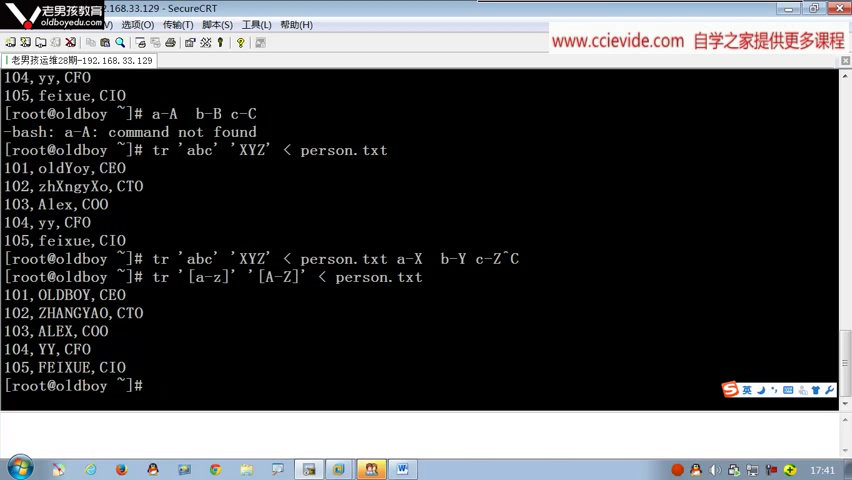 老男孩教育
oldboyedu.com
.168.33.129 - SecureCRT
选项(O) 传输(T) 脚本(S) 工具(L) 帮助(H)
www.ccievide.com 自学之家提供更多课程
老男孩运维28期-192.168.33.129
104,yy,CFO
105,feixue,CIO
[root@oldboy ~]# a-A  b-B c-C
-bash: a-A: command not found
[root@oldboy ~]# tr 'abc' 'XYZ' < person.txt
101,oldYoy,CEO
102,zhXngyXo,CTO
103,Alex,COO
104,yy,CFO
105,feixue,CIO
[root@oldboy ~]# tr 'abc' 'XYZ' < person.txt a-X  b-Y c-Z^C
[root@oldboy ~]# tr '[a-z]' '[A-Z]' < person.txt
101,OLDBOY,CEO
102,ZHANGYAO,CTO
103,ALEX,COO
104,YY,CFO
105,FEIXUE,CIO
[root@oldboy ~]#
英
17:41